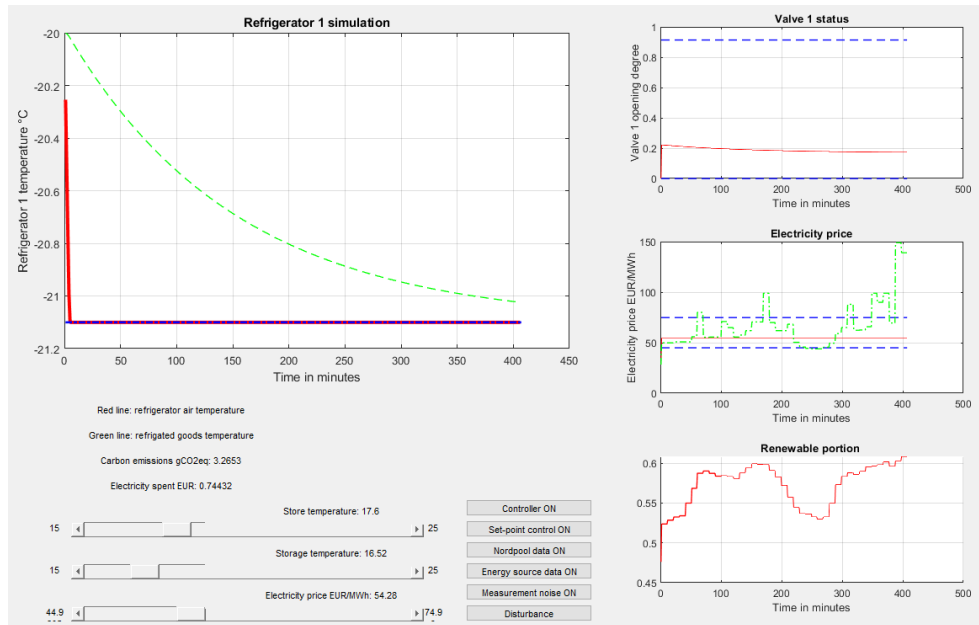 Refrigerator 1 simulation
Refrigerator 1 temperature °C
-20
-20.2
-20.4
-20.6
-20.8
-21
-21.2
0 50 100 150 200 250 300 350 400 450
Time in minutes
Valve 1 status
Valve 1 opening degree
1
0.8
0.6
0.4
0.2
0
0 100 200 300 400 500
Time in minutes
Electricity price
Electricity price EUR/MWh
150
100
50
0
0 100 200 300 400 500
Time in minutes
Renewable portion
0.6
0.55
0.5
0.45
0 100 200 300 400 500
Time in minutes
Red line: refrigerator air temperature
Green line: refrigated goods temperature
Carbon emissions gCO2eq: 3.2653
Electricity spent EUR: 0.74432
Store temperature: 17.6
15 25
Storage temperature: 16.52
15 25
Electricity price EUR/MWh: 54.28
44.9 74.9
Controller ON
Set-point control ON
Nordpool data ON
Energy source data ON
Measurement noise ON
Disturbance